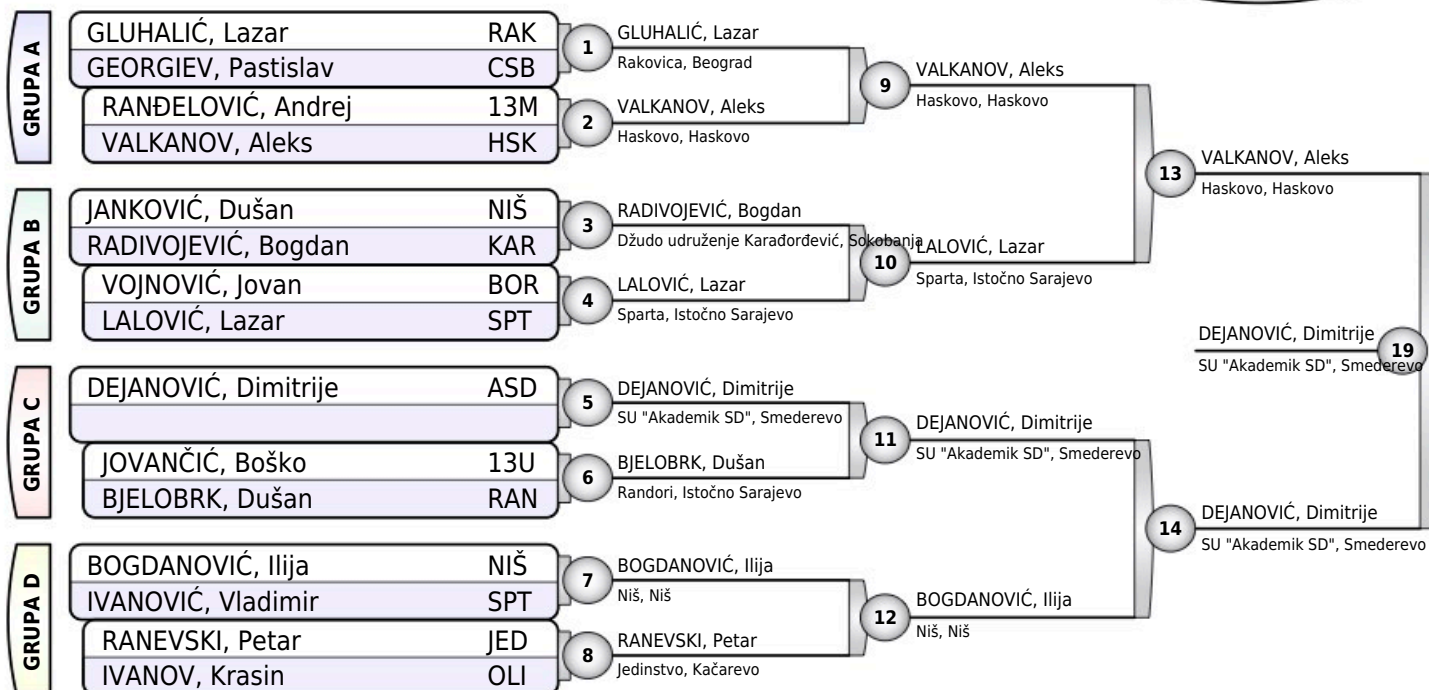 GRUPA A
GLUHALIĆ, Lazar RAK
GEORGIEV, Pastislav CSB
RANĐELOVIĆ, Andrej 13M
VALKANOV, Aleks HSK
GRUPA B
JANKOVIĆ, Dušan NIŠ
RADIVOJEVIĆ, Bogdan KAR
VOJNOVIĆ, Jovan BOR
LALOVIĆ, Lazar SPT
GRUPA C
DEJANOVIĆ, Dimitrije ASD
JOVANČIĆ, Boško 13U
BJELOBRK, Dušan RAN
GRUPA D
BOGDANOVIĆ, Ilija NIŠ
IVANOVIĆ, Vladimir SPT
RANEVSKI, Petar JED
IVANOV, Krasin OLI
1
GLUHALIĆ, Lazar
Rakovica, Beograd
2
VALKANOV, Aleks
Haskovo, Haskovo
3
RADIVOJEVIĆ, Bogdan
Džudo udruženje Karađorđević, Sokobanja
4
LALOVIĆ, Lazar
Sparta, Istočno Sarajevo
5
DEJANOVIĆ, Dimitrije
SU "Akademik SD", Smederevo
6
BJELOBRK, Dušan
Randori, Istočno Sarajevo
7
BOGDANOVIĆ, Ilija
Niš, Niš
8
RANEVSKI, Petar
Jedinstvo, Kačarevo
9
VALKANOV, Aleks
Haskovo, Haskovo
10
LALOVIĆ, Lazar
Sparta, Istočno Sarajevo
11
DEJANOVIĆ, Dimitrije
SU "Akademik SD", Smederevo
12
BOGDANOVIĆ, Ilija
Niš, Niš
13
VALKANOV, Aleks
Haskovo, Haskovo
14
DEJANOVIĆ, Dimitrije
SU "Akademik SD", Smederevo
DEJANOVIĆ, Dimitrije
SU "Akademik SD", Smederevo
19